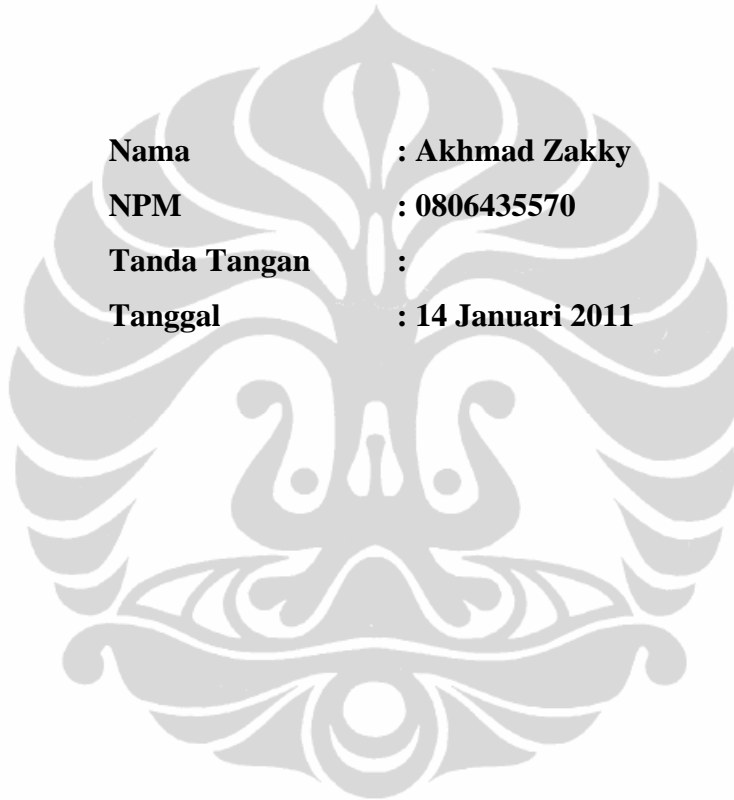 Nama : Akhmad Zakky
NPM : 0806435570
Tanda Tangan :
Tanggal : 14 Januari 2011